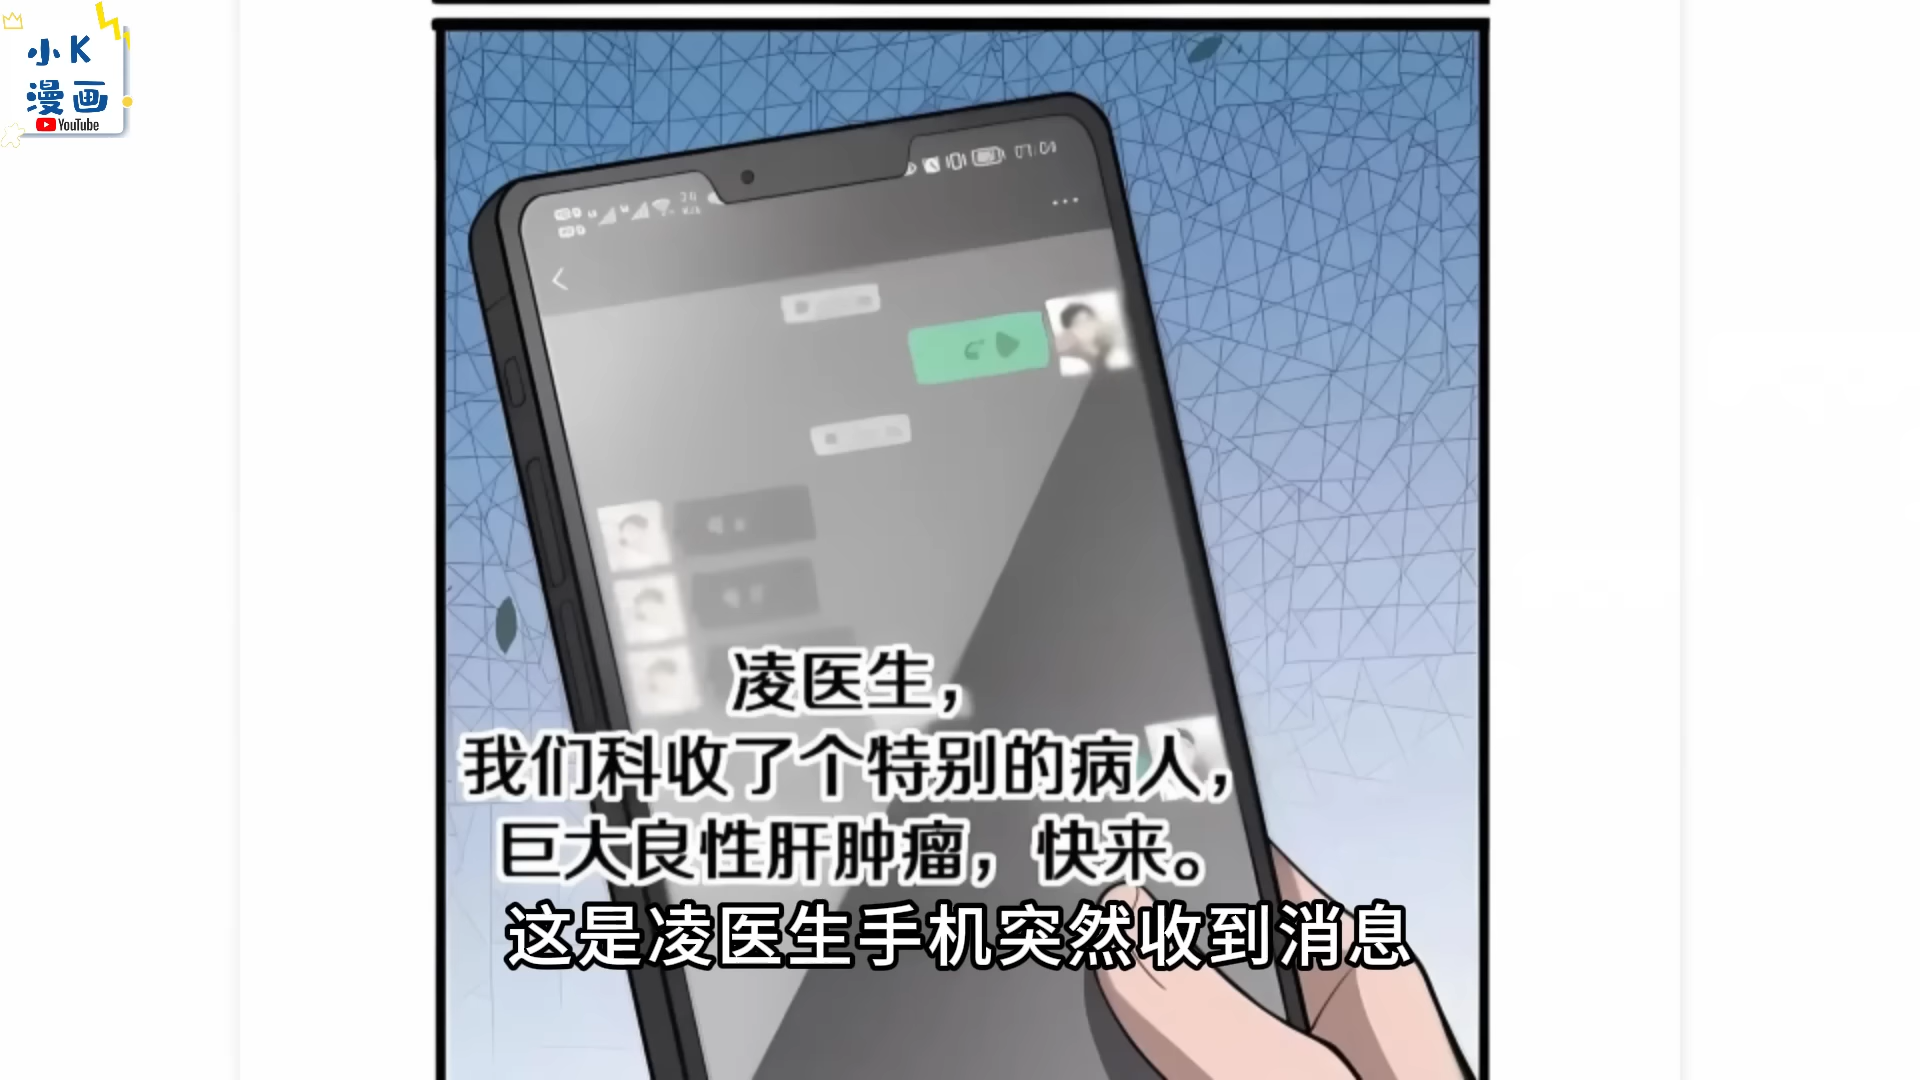 小K
漫画
YouTube
凌医生，
我们科收了个特别的病人，
巨大良性肝肿瘤，快来。
这是凌医生手机突然收到消息